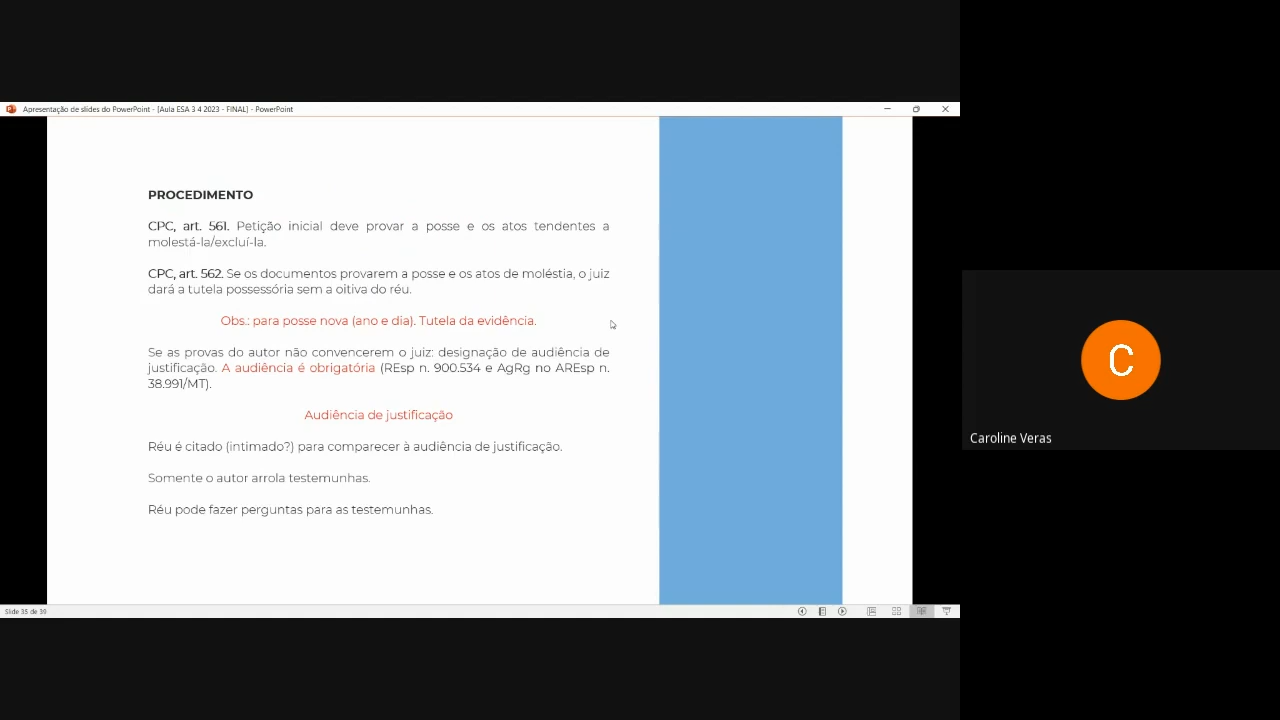 Apresentação de slides do PowerPoint - [Aula ESA 3 4 2023 - FINAL] - PowerPoint
PROCEDIMENTO
CPC, art. 561. Petição inicial deve provar a posse e os atos tendentes a
molestá-la/excluí-la.
CPC, art. 562. Se os documentos provarem a posse e os atos de moléstia, o juiz
dará a tutela possessória sem a oitiva do réu.
Obs.: para posse nova (ano e dia). Tutela da evidência.
Se as provas do autor não convencerem o juiz: designação de audiência de
justificação. A audiência é obrigatória (REsp n. 900.534 e AgRg no AREsp n.
38.991/MT).
Audiência de justificação
Réu é citado (intimado?) para comparecer à audiência de justificação.
Somente o autor arrola testemunhas.
Réu pode fazer perguntas para as testemunhas.
Slide 35 de 39
C
Caroline Veras